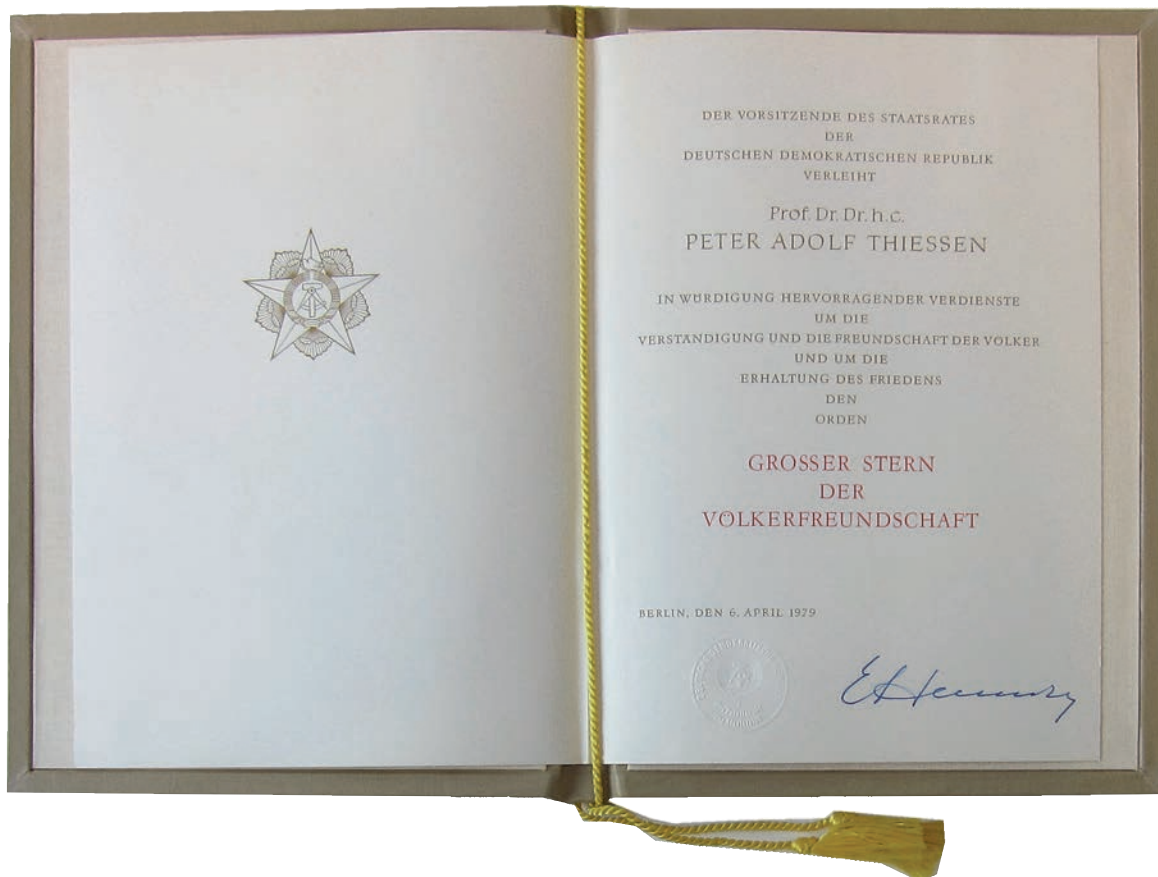 DER VORSITZENDE DES STAATSRATES
DER
DEUTSCHEN DEMOKRATISCHEN REPUBLIK
VERLEIHT
Prof. Dr. Dr. h. c.
PETER ADOLF THIESSEN
IN WÜRDIGUNG HERVORRAGENDER VERDIENSTE
UM DIE
VERSTÄNDIGUNG UND DIE FREUNDSCHAFT DER VÖLKER
UND UM DIE
ERHALTUNG DES FRIEDENS
DEN
ORDEN
GROSSER STERN
DER
VÖLKERFREUNDSCHAFT
BERLIN, DEN 6. APRIL 1979